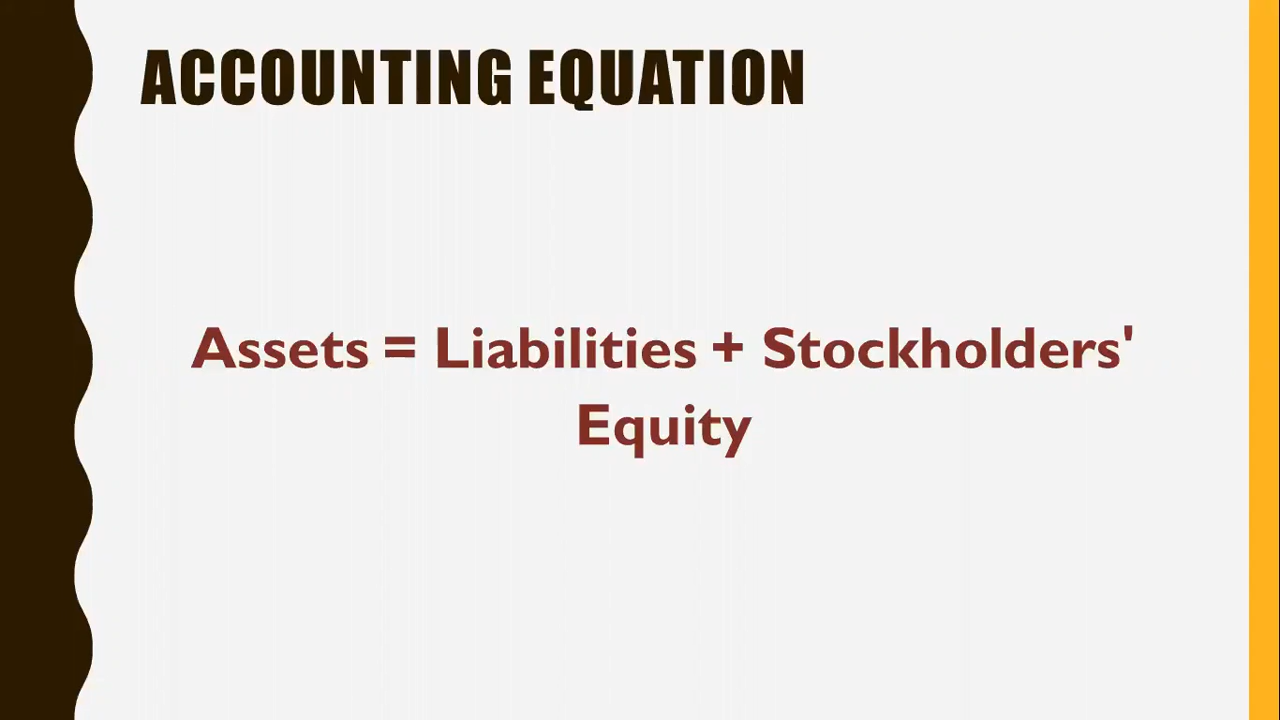 ACCOUNTING EQUATION
Assets = Liabilities + Stockholders'
Equity